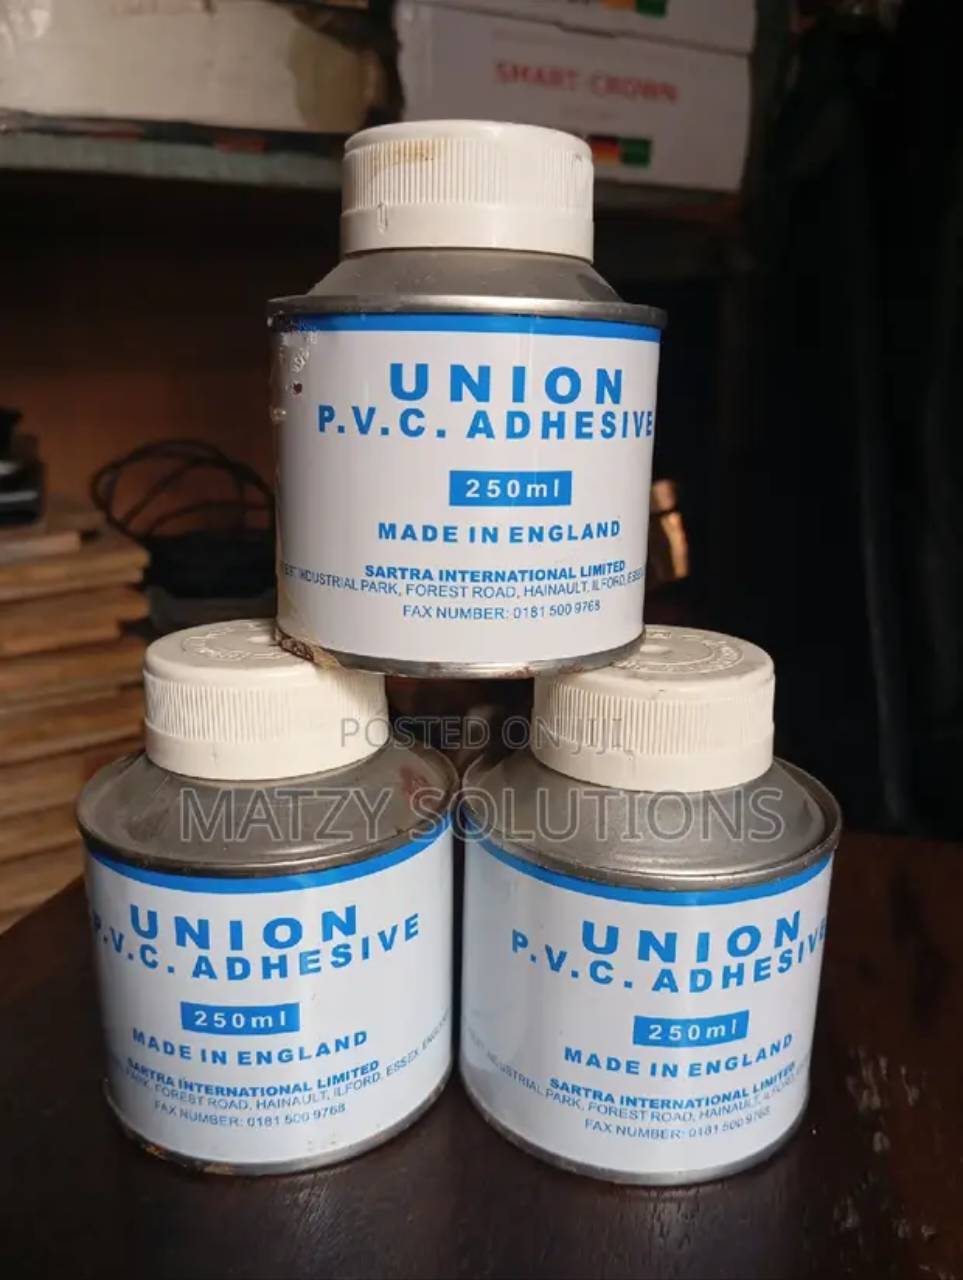 SMART CROWN
UNION
P.V.C. ADHESIVE
250ml
MADE IN ENGLAND
SARTRA INTERNATIONAL LIMITED
INDUSTRIAL PARK, FOREST ROAD, HAINAULT, ILFORD, ESSEX
FAX NUMBER: 0181 500 9768
POSTED ON JIJI
MATZY SOLUTIONS
UNION
P.V.C. ADHESIVE
250ml
MADE IN ENGLAND
SARTRA INTERNATIONAL LIMITED
PARK, FOREST ROAD, HAINAULT, ILFORD, ESSEX, ENGLAND
FAX NUMBER: 0181 500 9768
UNION
P.V.C. ADHESIVE
250ml
MADE IN ENGLAND
SARTRA INTERNATIONAL LIMITED
INDUSTRIAL PARK, FOREST ROAD, HAINAULT, ILFORD,
FAX NUMBER: 0181 500 9768